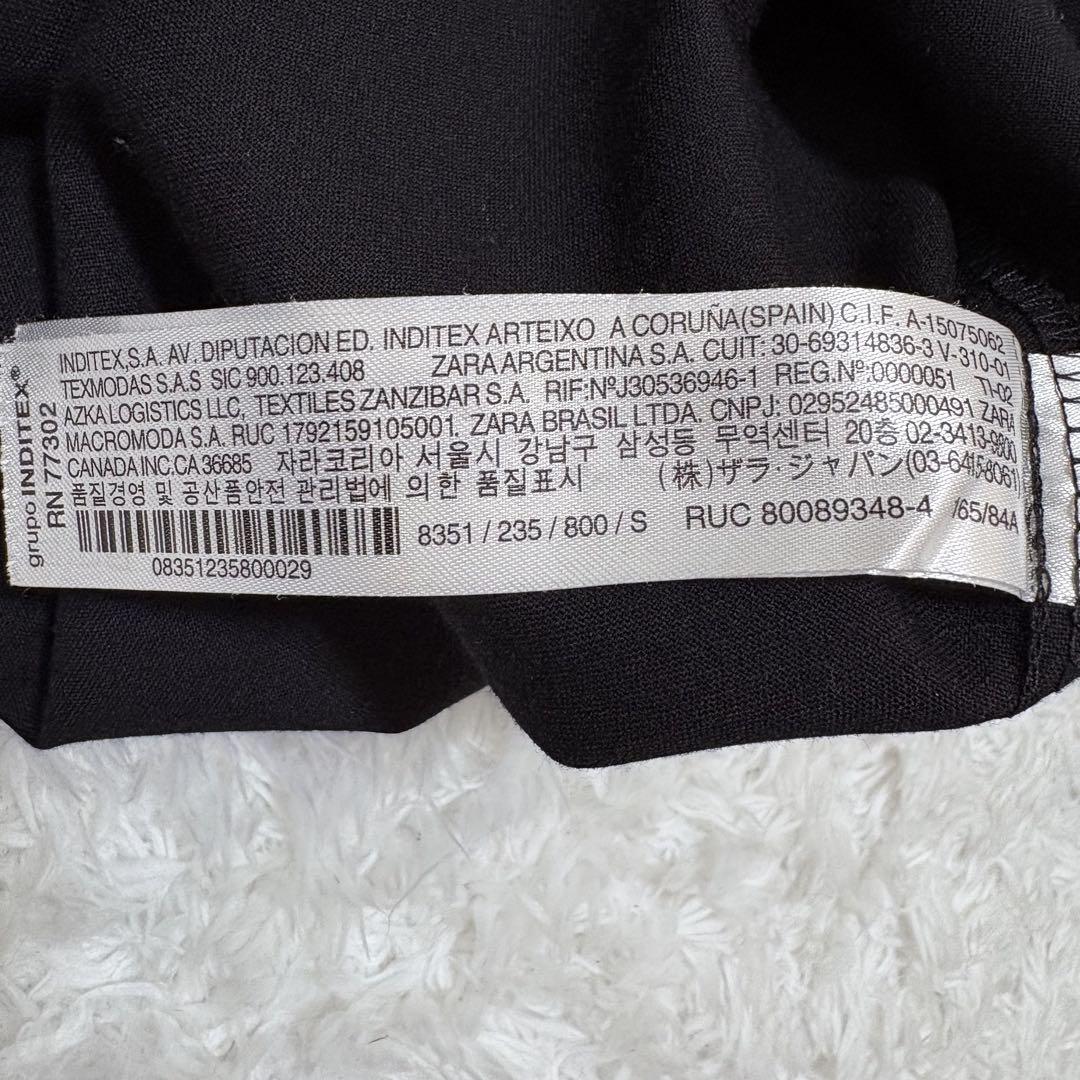 grupo INDITEX®
RN 77302
INDITEX,S.A. AV. DIPUTACION ED. INDITEX ARTEIXO A CORUÑA(SPAIN) C.I.F. A-15075062
TEXMODAS S.A.S SIC 900.123.408 ZARA ARGENTINA S.A. CUIT: 30-69314836-3 V-310-01
AZKA LOGISTICS LLC, TEXTILES ZANZIBAR S.A. RIF:NºJ30536946-1 REG.Nº:0000051 TI-02
MACROMODA S.A. RUC 1792159105001, ZARA BRASIL LTDA. CNPJ: 02952485000491 ZARA
CANADA INC.CA 36685 자라코리아 서울시 강남구 삼성동 무역센터 20층 02-3413-9800
품질경영 및 공산품안전 관리법에 의한 품질표시 (株)ザラ・ジャパン(03-6415-8061)
8351 / 235 / 800 / S RUC 80089348-4 /65/84A
08351235800029